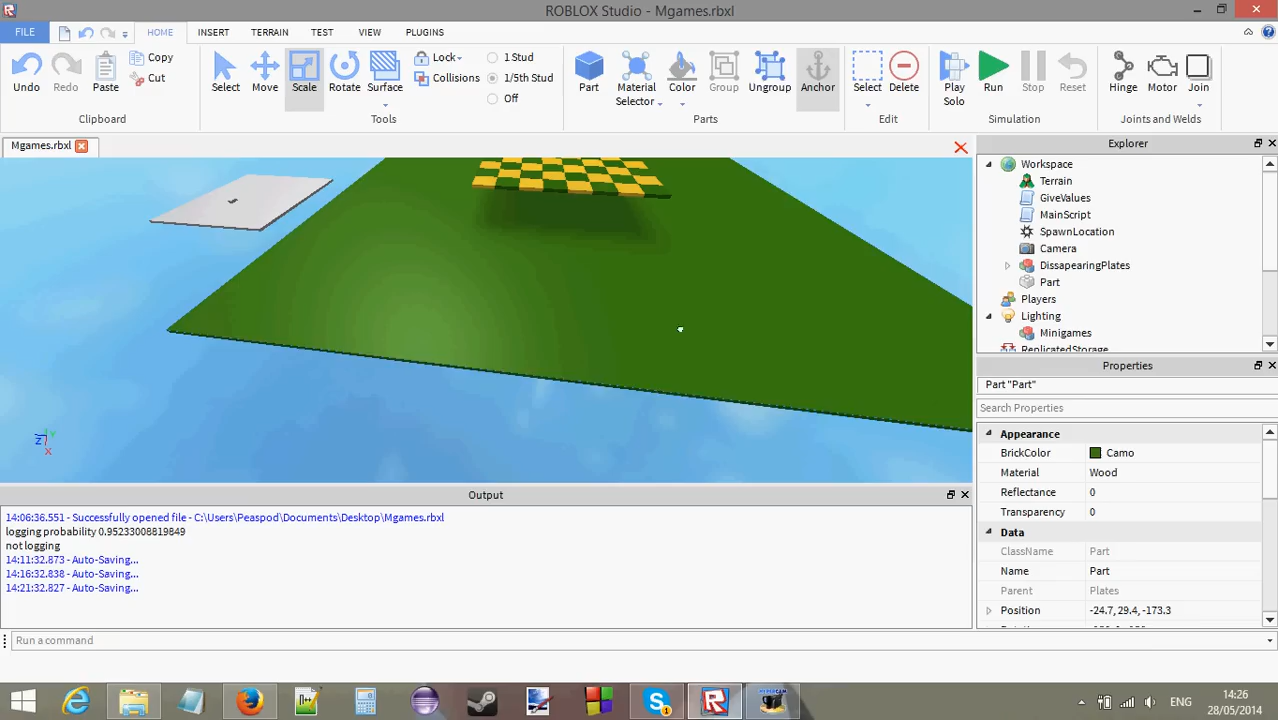 ROBLOX Studio - Mgames.rbxl
FILE HOME INSERT TERRAIN TEST VIEW PLUGINS
Undo Redo Paste Copy Cut
Clipboard
Select Move Scale Rotate Surface Lock Collisions 1 Stud 1/5th Stud Off
Tools
Part Material Selector Color Group Ungroup Anchor
Parts
Select Delete
Edit
Play Solo Run Stop Reset
Simulation
Hinge Motor Join
Joints and Welds
Mgames.rbxl
Explorer
Workspace
Terrain
GiveValues
MainScript
SpawnLocation
Camera
DissapearingPlates
Part
Players
Lighting
Minigames
ReplicatedStorage
Properties
Part "Part"
Search Properties
Appearance
BrickColor Camo
Material Wood
Reflectance 0
Transparency 0
Data
ClassName Part
Name Part
Parent Plates
Position -24.7, 29.4, -173.3
Z Y
X
Output
14:06:36.551 - Successfully opened file - C:\Users\Peaspod\Documents\Desktop\Mgames.rbxl
logging probability 0.95233008819849
not logging
14:11:32.873 - Auto-Saving...
14:16:32.838 - Auto-Saving...
14:21:32.827 - Auto-Saving...
Run a command
HYPERCAM
ENG
14:26
28/05/2014